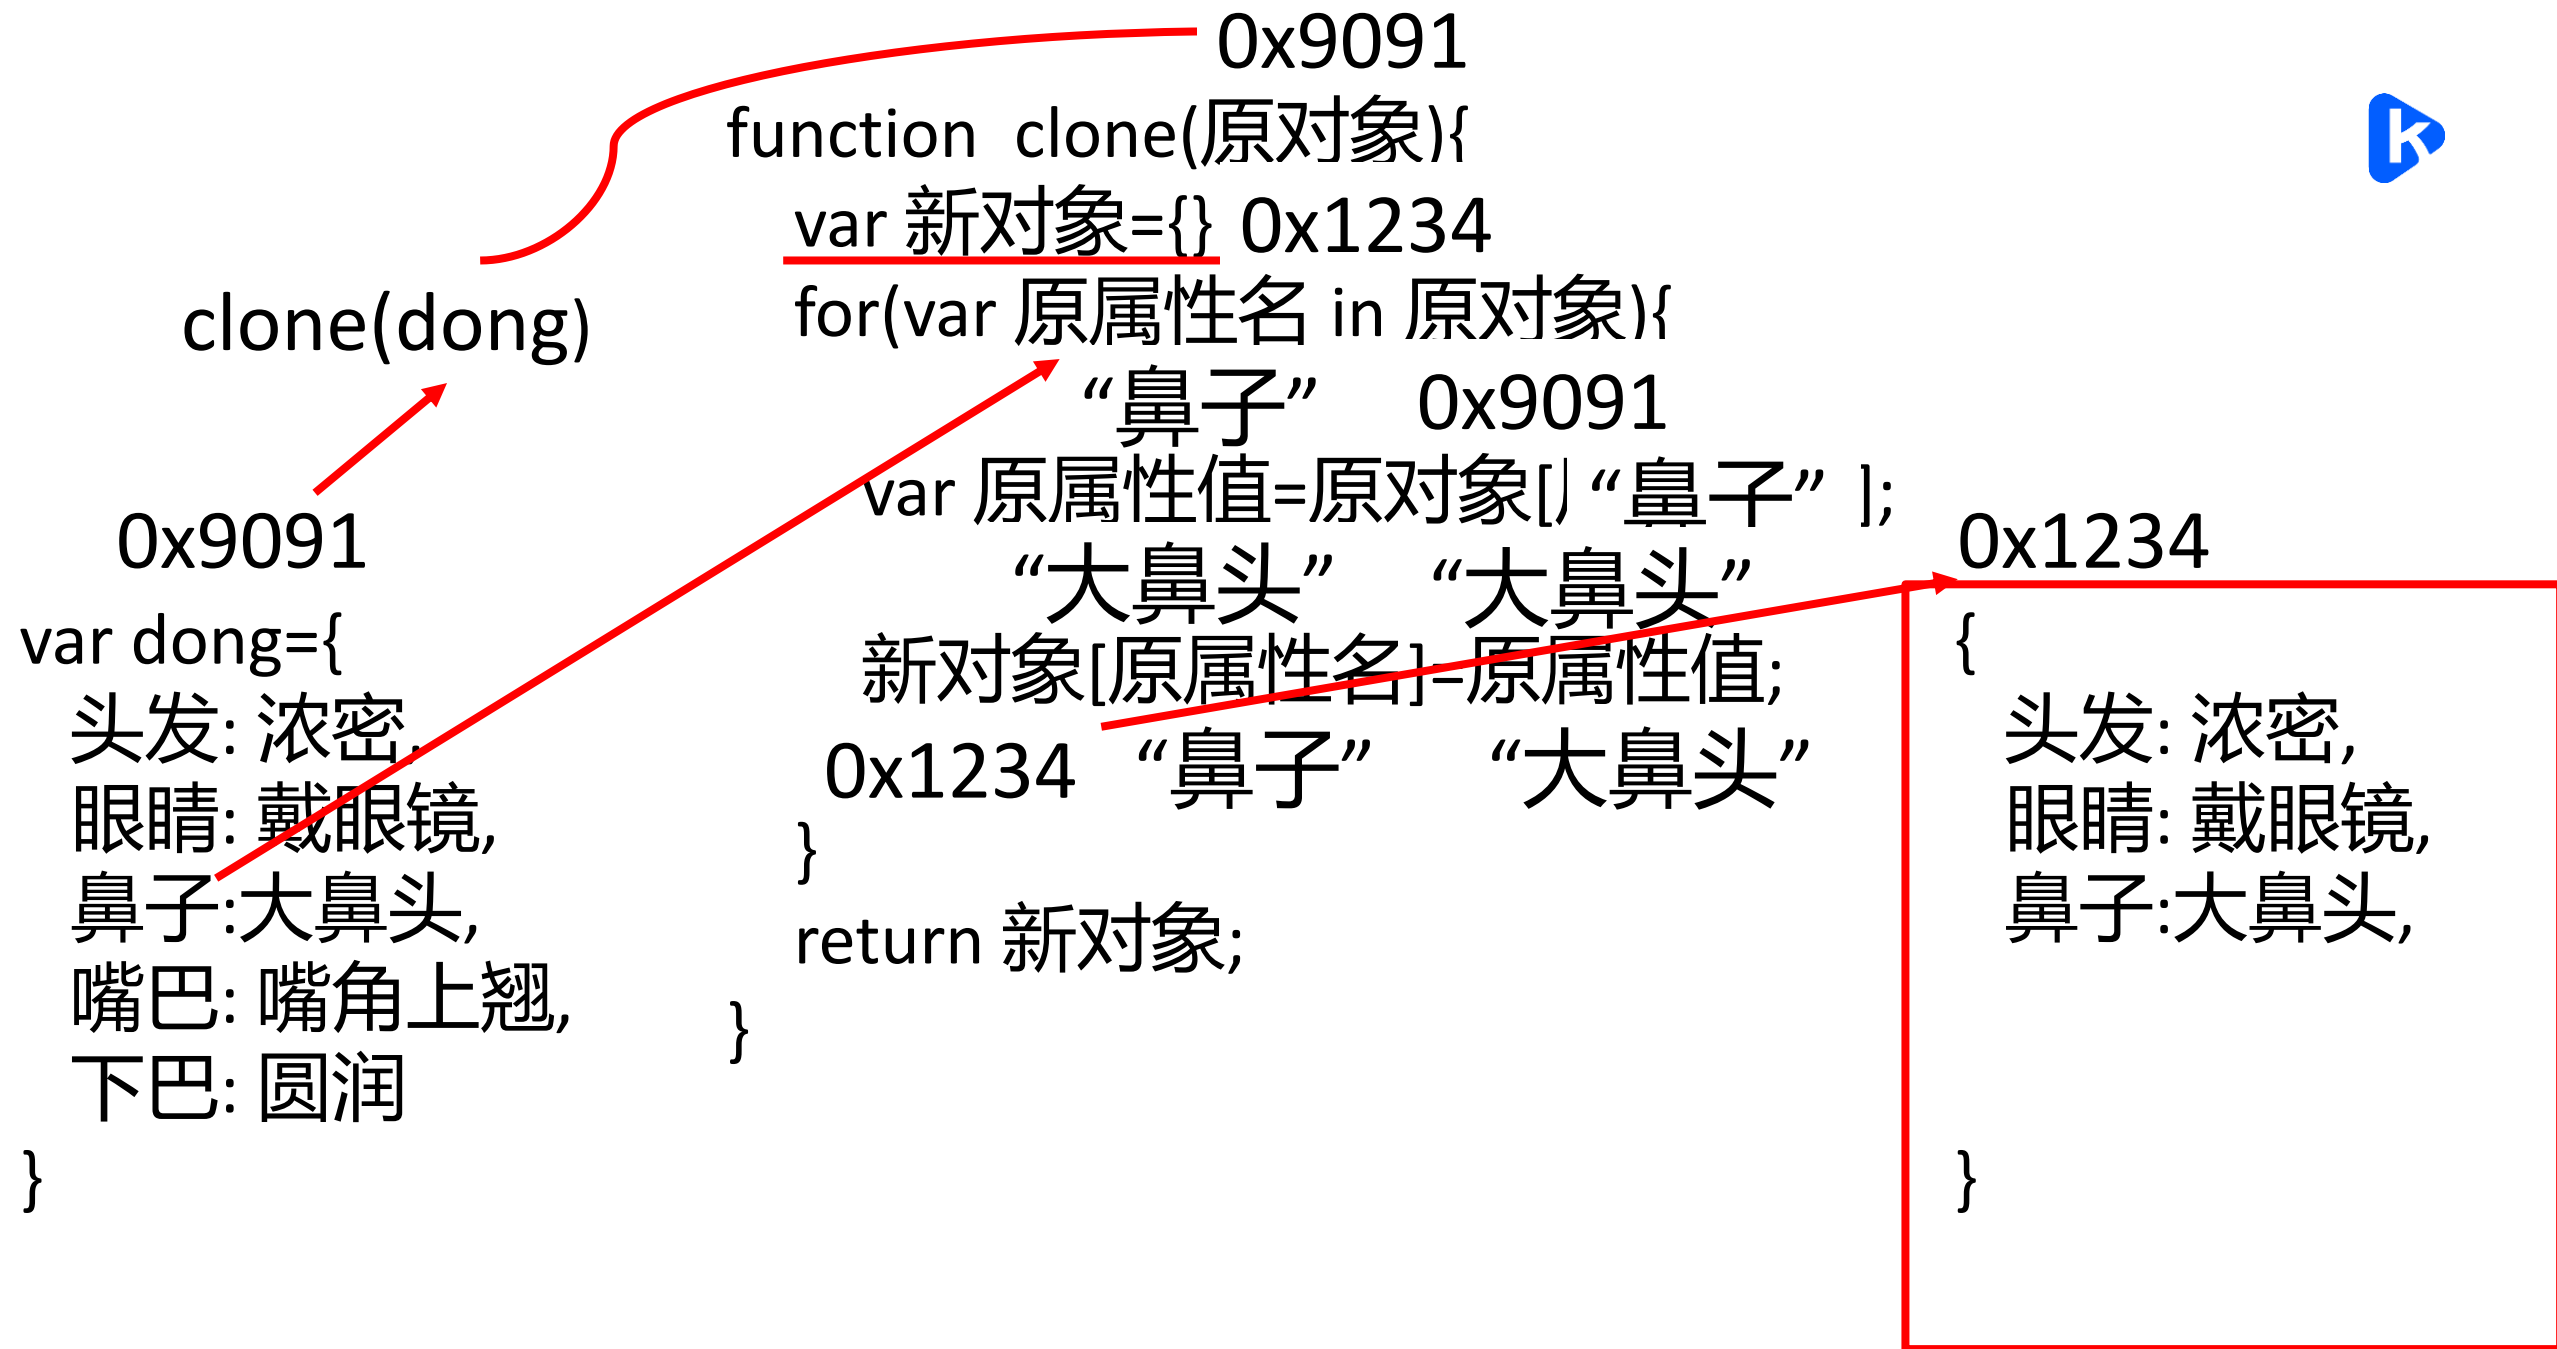 0x9091
function clone(原对象){
var 新对象={} 0x1234
for(var 原属性名 in 原对象){
“鼻子” 0x9091
var 原属性值=原对象[ “鼻子” ];
“大鼻头” “大鼻头”
新对象[原属性名]=原属性值;
0x1234 “鼻子” “大鼻头”
}
return 新对象;
}
clone(dong)
0x9091
var dong={
头发: 浓密,
眼睛: 戴眼镜,
鼻子:大鼻头,
嘴巴: 嘴角上翘,
下巴: 圆润
}
0x1234
{
头发: 浓密,
眼睛: 戴眼镜,
鼻子:大鼻头,
}